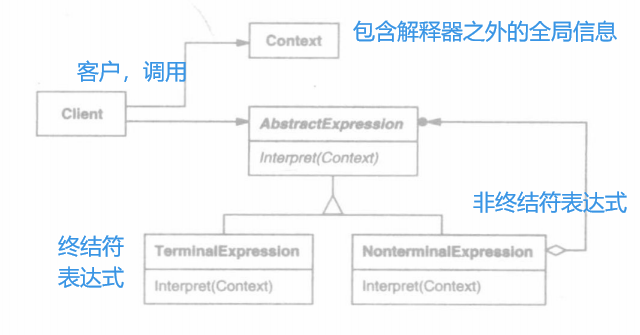 Context
包含解释器之外的全局信息
客户，调用
Client
AbstractExpression
Interpret(Context)
非终结符表达式
终结符
表达式
TerminalExpression
Interpret(Context)
NonterminalExpression
Interpret(Context)